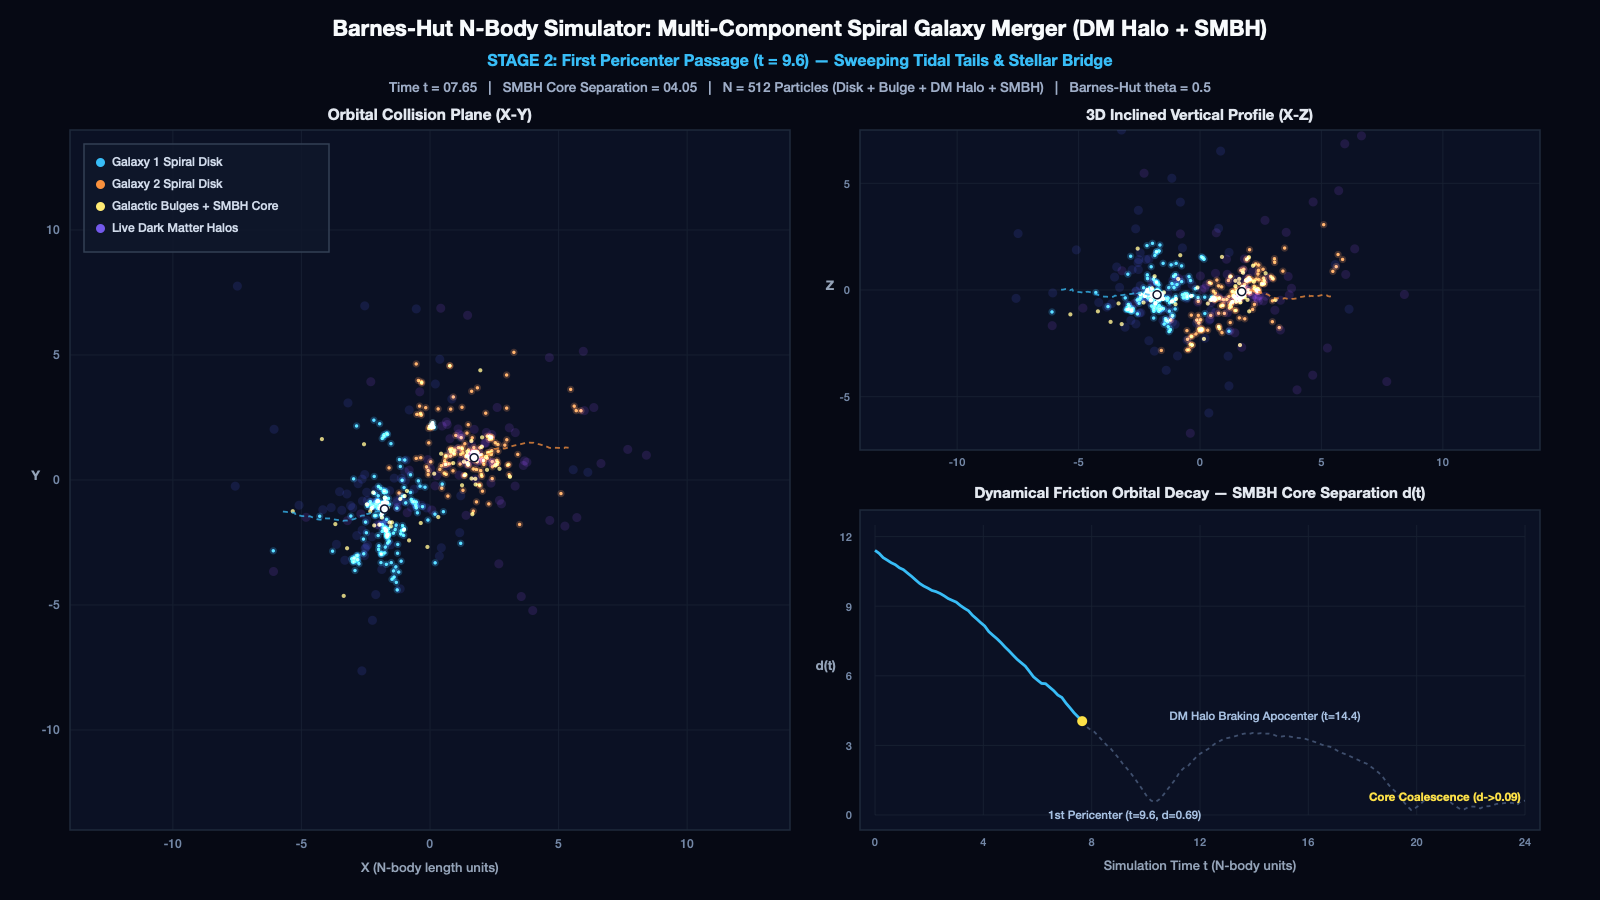 Barnes-Hut N-Body Simulator: Multi-Component Spiral Galaxy Merger (DM Halo + SMBH)
STAGE 2: First Pericenter Passage (t = 9.6) — Sweeping Tidal Tails & Stellar Bridge
Time t = 07.65 | SMBH Core Separation = 04.05 | N = 512 Particles (Disk + Bulge + DM Halo + SMBH) | Barnes-Hut theta = 0.5
Orbital Collision Plane (X-Y)
Galaxy 1 Spiral Disk
Galaxy 2 Spiral Disk
Galactic Bulges + SMBH Core
Live Dark Matter Halos
10
5
0
-5
-10
Y
-10 -5 0 5 10
X (N-body length units)
3D Inclined Vertical Profile (X-Z)
5
0
-5
Z
-10 -5 0 5 10
Dynamical Friction Orbital Decay — SMBH Core Separation d(t)
12
9
6
3
0
d(t)
DM Halo Braking Apocenter (t=14.4)
Core Coalescence (d->0.09)
1st Pericenter (t=9.6, d=0.69)
0 4 8 12 16 20 24
Simulation Time t (N-body units)